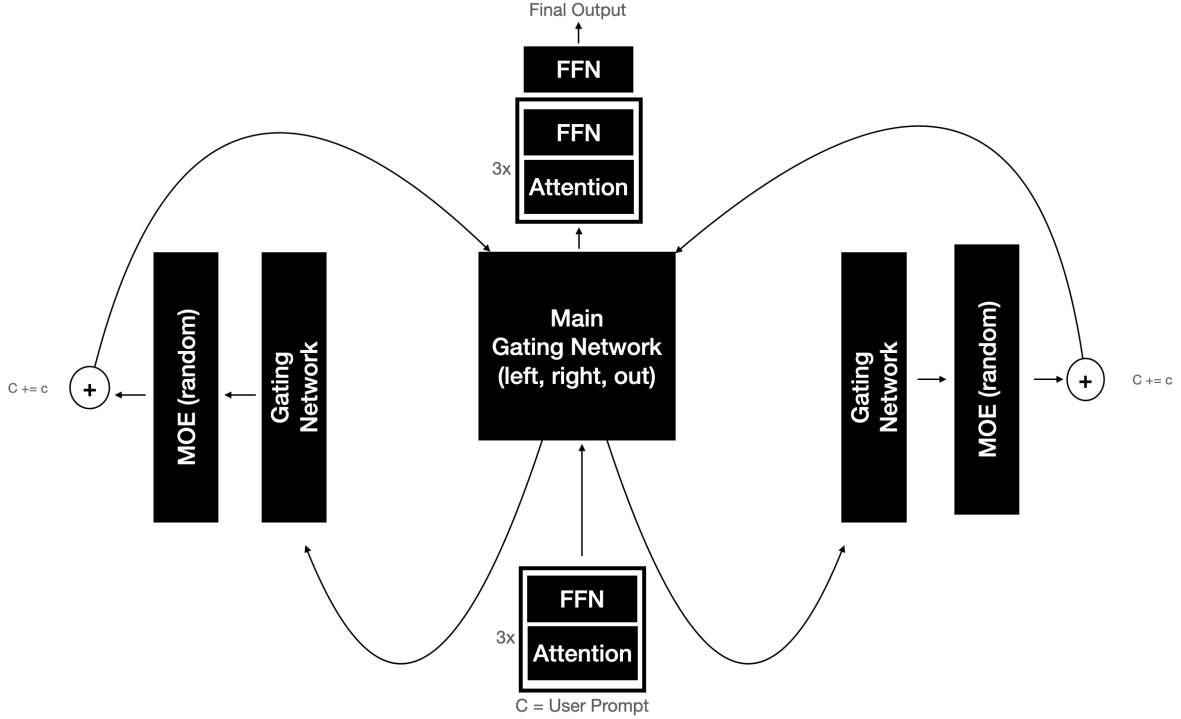 Final Output
FFN
FFN
3x
Attention
Main
Gating Network
(left, right, out)
C += c
+
MOE (random)
Gating
Network
Gating
Network
MOE (random)
+
C += c
FFN
3x
Attention
C = User Prompt